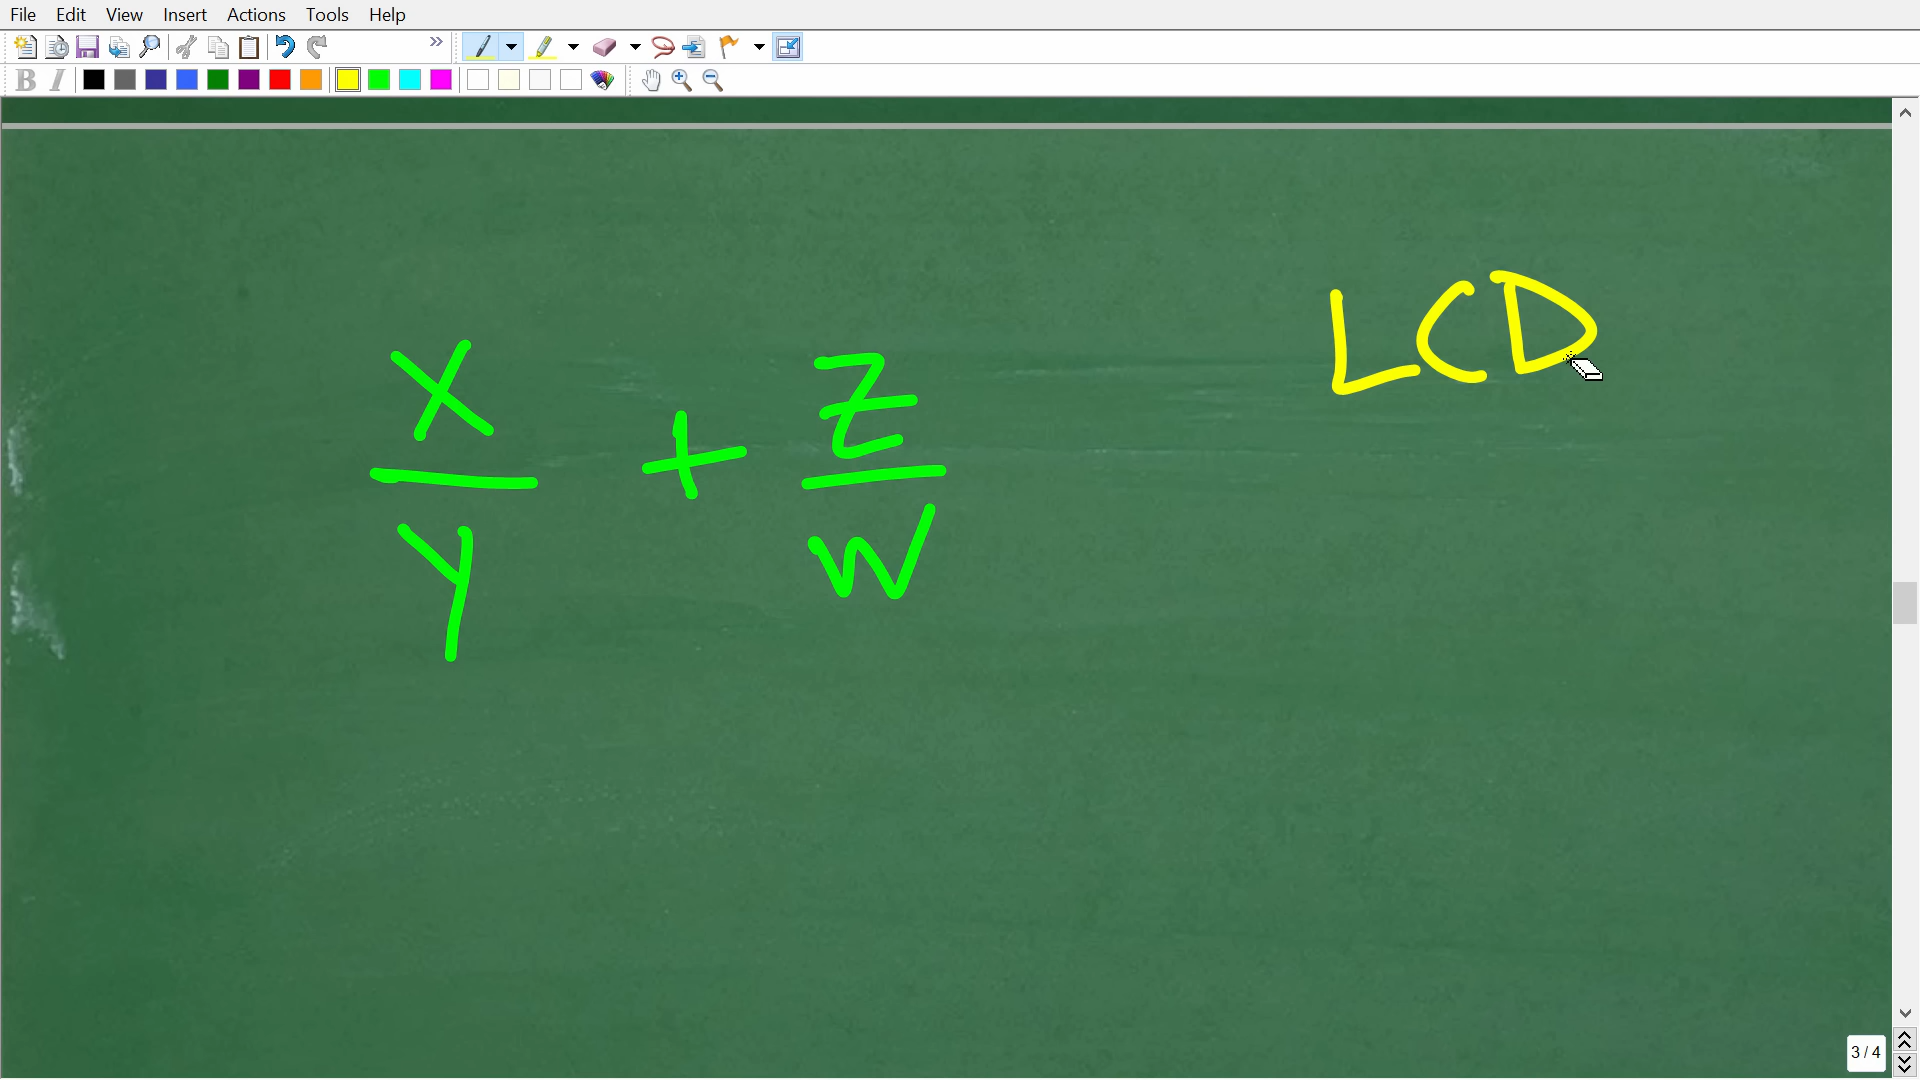 File Edit View Insert Actions Tools Help
B I
LCD
X/Y + Z/W
3 / 4